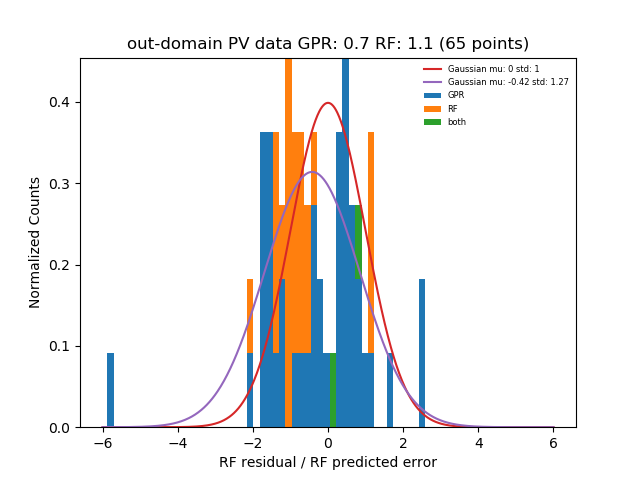 out-domain PV data GPR: 0.7 RF: 1.1 (65 points)
Gaussian mu: 0 std: 1
Gaussian mu: -0.42 std: 1.27
GPR
RF
both
Normalized Counts
0.4
0.3
0.2
0.1
0.0
−6 −4 −2 0 2 4 6
RF residual / RF predicted error